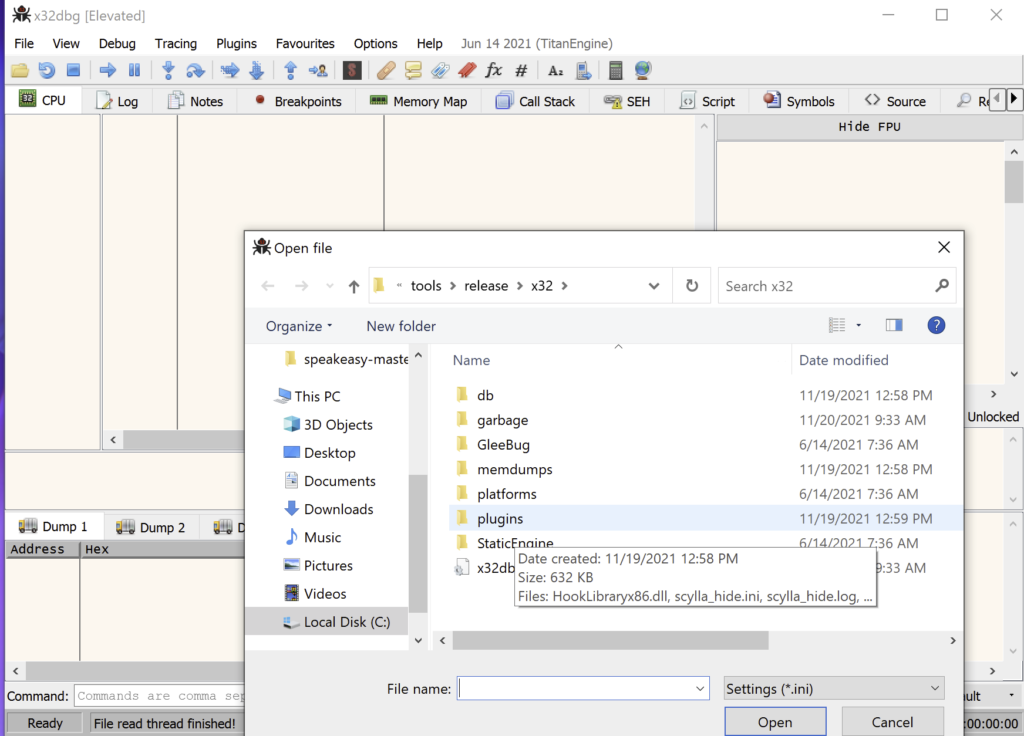 x32dbg [Elevated]
File View Debug Tracing Plugins Favourites Options Help Jun 14 2021 (TitanEngine)
CPU Log Notes Breakpoints Memory Map Call Stack SEH Script Symbols Source
Hide FPU
Open file
« tools > release > x32 >
Search x32
Organize New folder
speakeasy-maste
This PC
3D Objects
Desktop
Documents
Downloads
Music
Pictures
Videos
Local Disk (C:)
Name Date modified
db 11/19/2021 12:58 PM
garbage 11/20/2021 9:33 AM
GleeBug 6/14/2021 7:36 AM
memdumps 11/19/2021 12:58 PM
platforms 6/14/2021 7:36 AM
plugins 11/19/2021 12:59 PM
StaticEngine 6/14/2021 7:36 AM
x32db 9:33 AM
Date created: 11/19/2021 12:58 PM
Size: 632 KB
Files: HookLibraryx86.dll, scylla_hide.ini, scylla_hide.log, ...
File name: Settings (*.ini)
Open Cancel
Unlocked
Dump 1 Dump 2 D
Address Hex
Command: Commands are comma sep
ult
Ready File read thread finished! :00:00:00